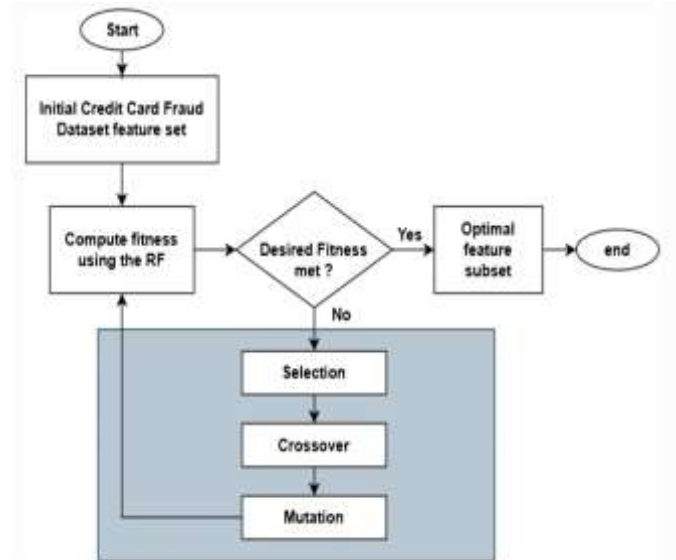 Start
Initial Credit Card Fraud
Dataset feature set
Compute fitness
using the RF
Desired Fitness
met ?
Yes
Optimal
feature
subset
end
No
Selection
Crossover
Mutation